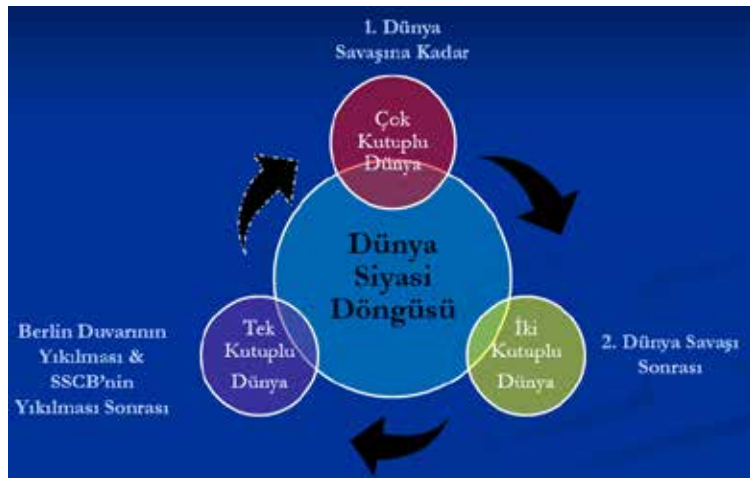 1. Dünya
Savaşına Kadar
Çok
Kutuplu
Dünya
Dünya
Siyasi
Döngüsü
İki
Kutuplu
Dünya
2. Dünya Savaşı
Sonrası
Tek
Kutuplu
Dünya
Berlin Duvarının
Yıkılması &
SSCB'nin
Yıkılması Sonrası